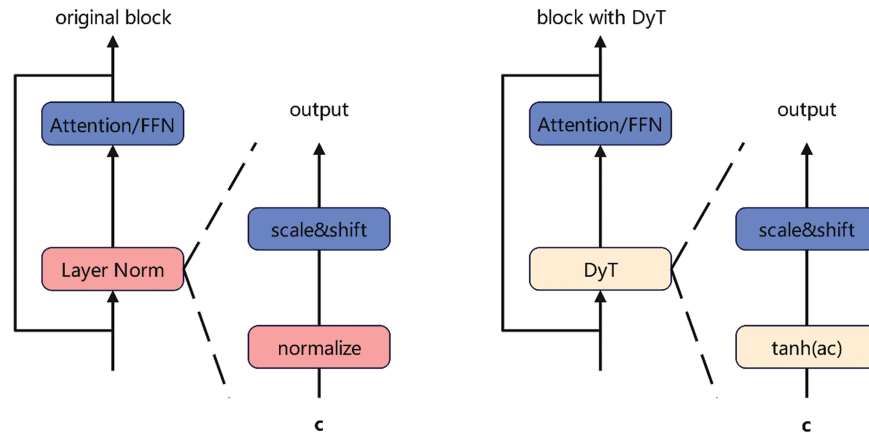 original block
Attention/FFN
Layer Norm
output
scale&shift
normalize
c
block with DyT
Attention/FFN
DyT
output
scale&shift
tanh(ac)
c